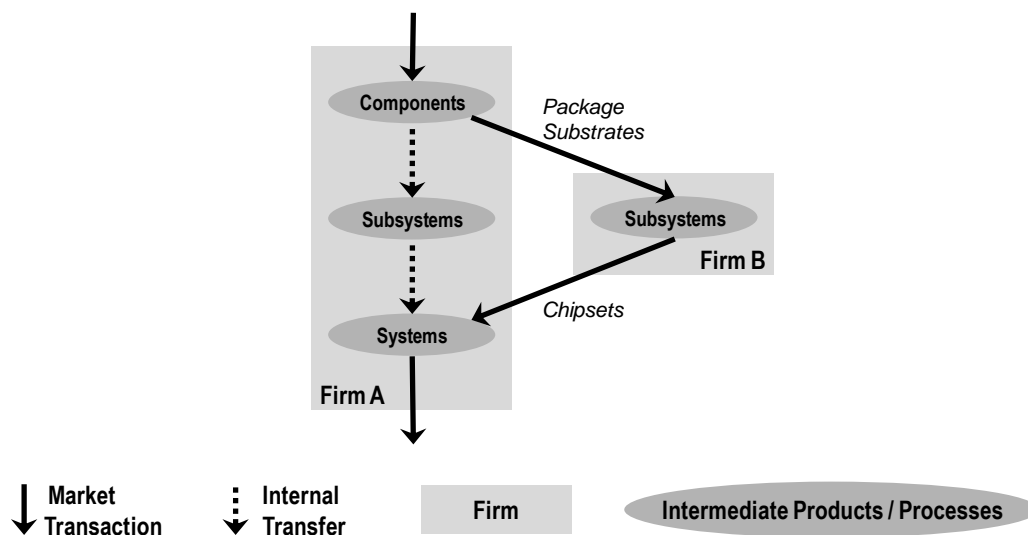 Components
Package
Substrates
Subsystems
Subsystems
Firm B
Chipsets
Systems
Firm A
Market
Transaction
Internal
Transfer
Firm
Intermediate Products / Processes